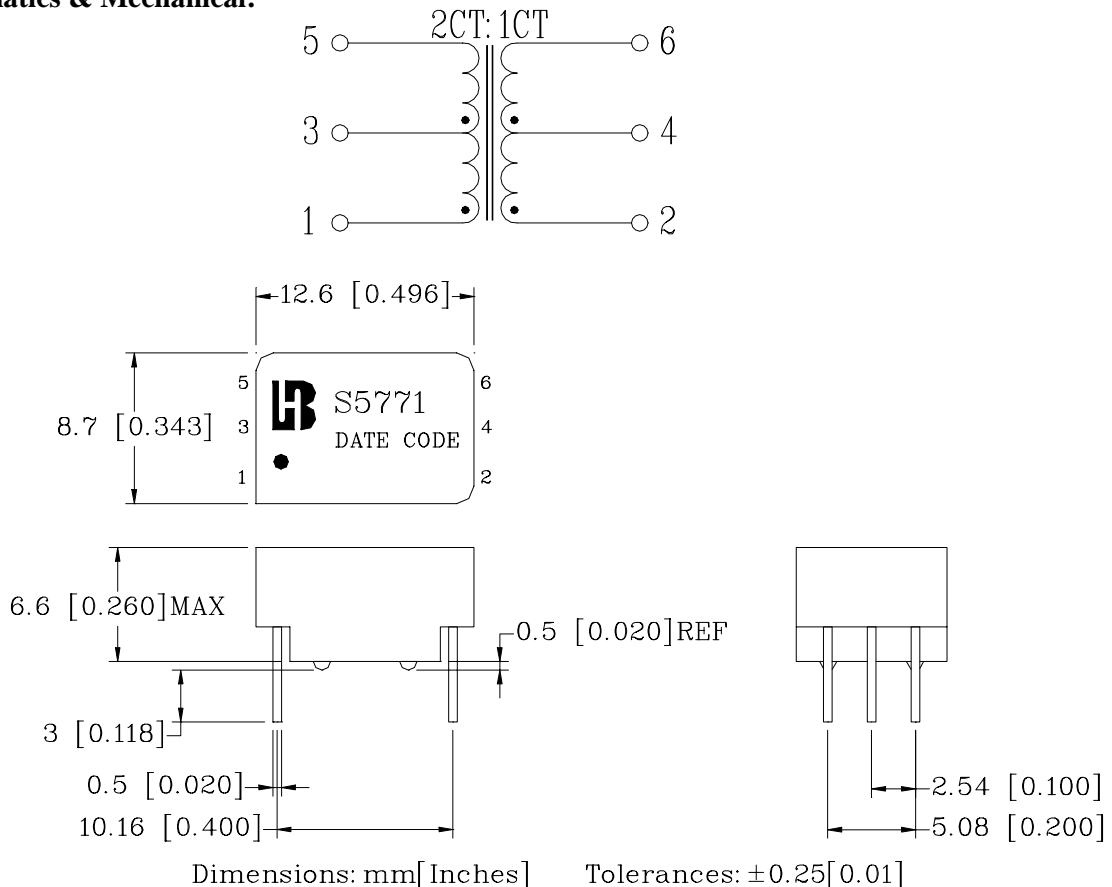 & Mechanical:
2CT:1CT
5 6
3 4
1 2
12.6 [0.496]
8.7 [0.343]
5 6
3 4
1 2
HB S5771
DATE CODE
6.6 [0.260]MAX
0.5 [0.020]REF
3 [0.118]
0.5 [0.020]
10.16 [0.400]
2.54 [0.100]
5.08 [0.200]
Dimensions: mm[Inches] Tolerances: ±0.25[0.01]